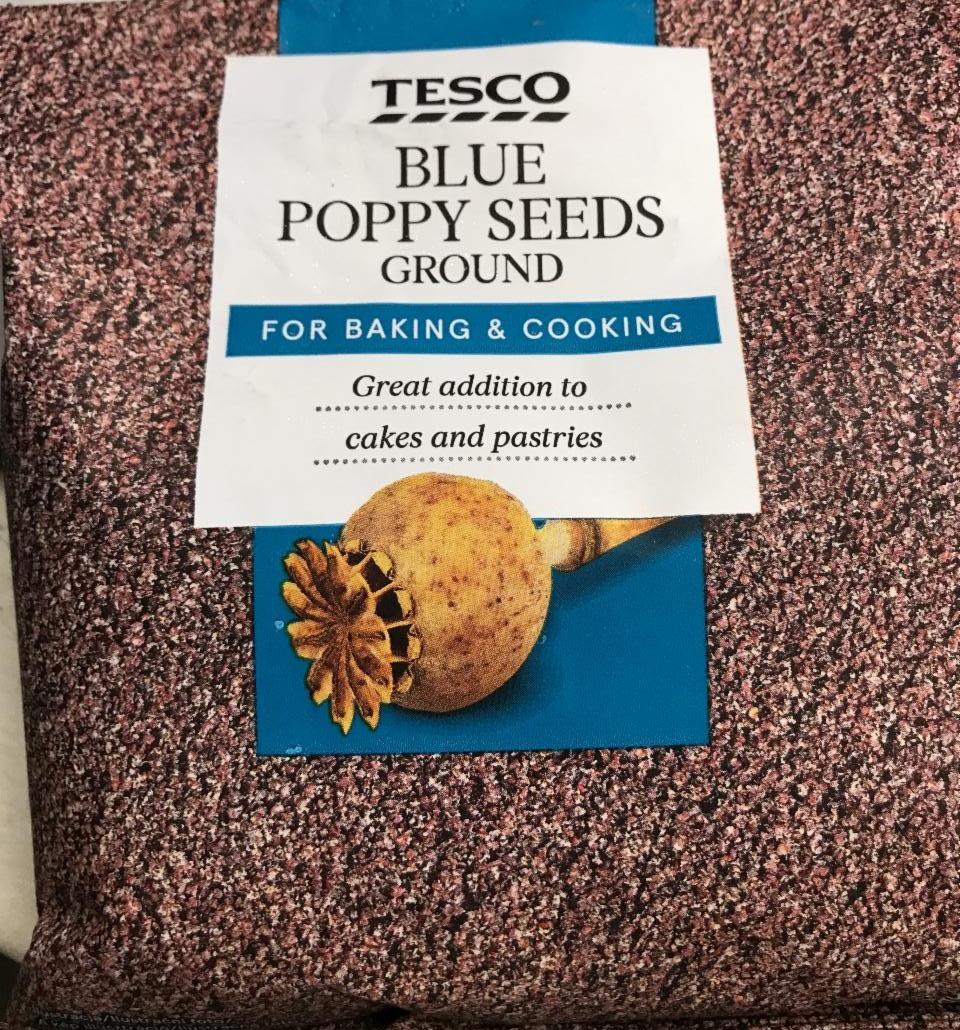 TESCO
BLUE
POPPY SEEDS
GROUND
FOR BAKING & COOKING
Great addition to
cakes and pastries